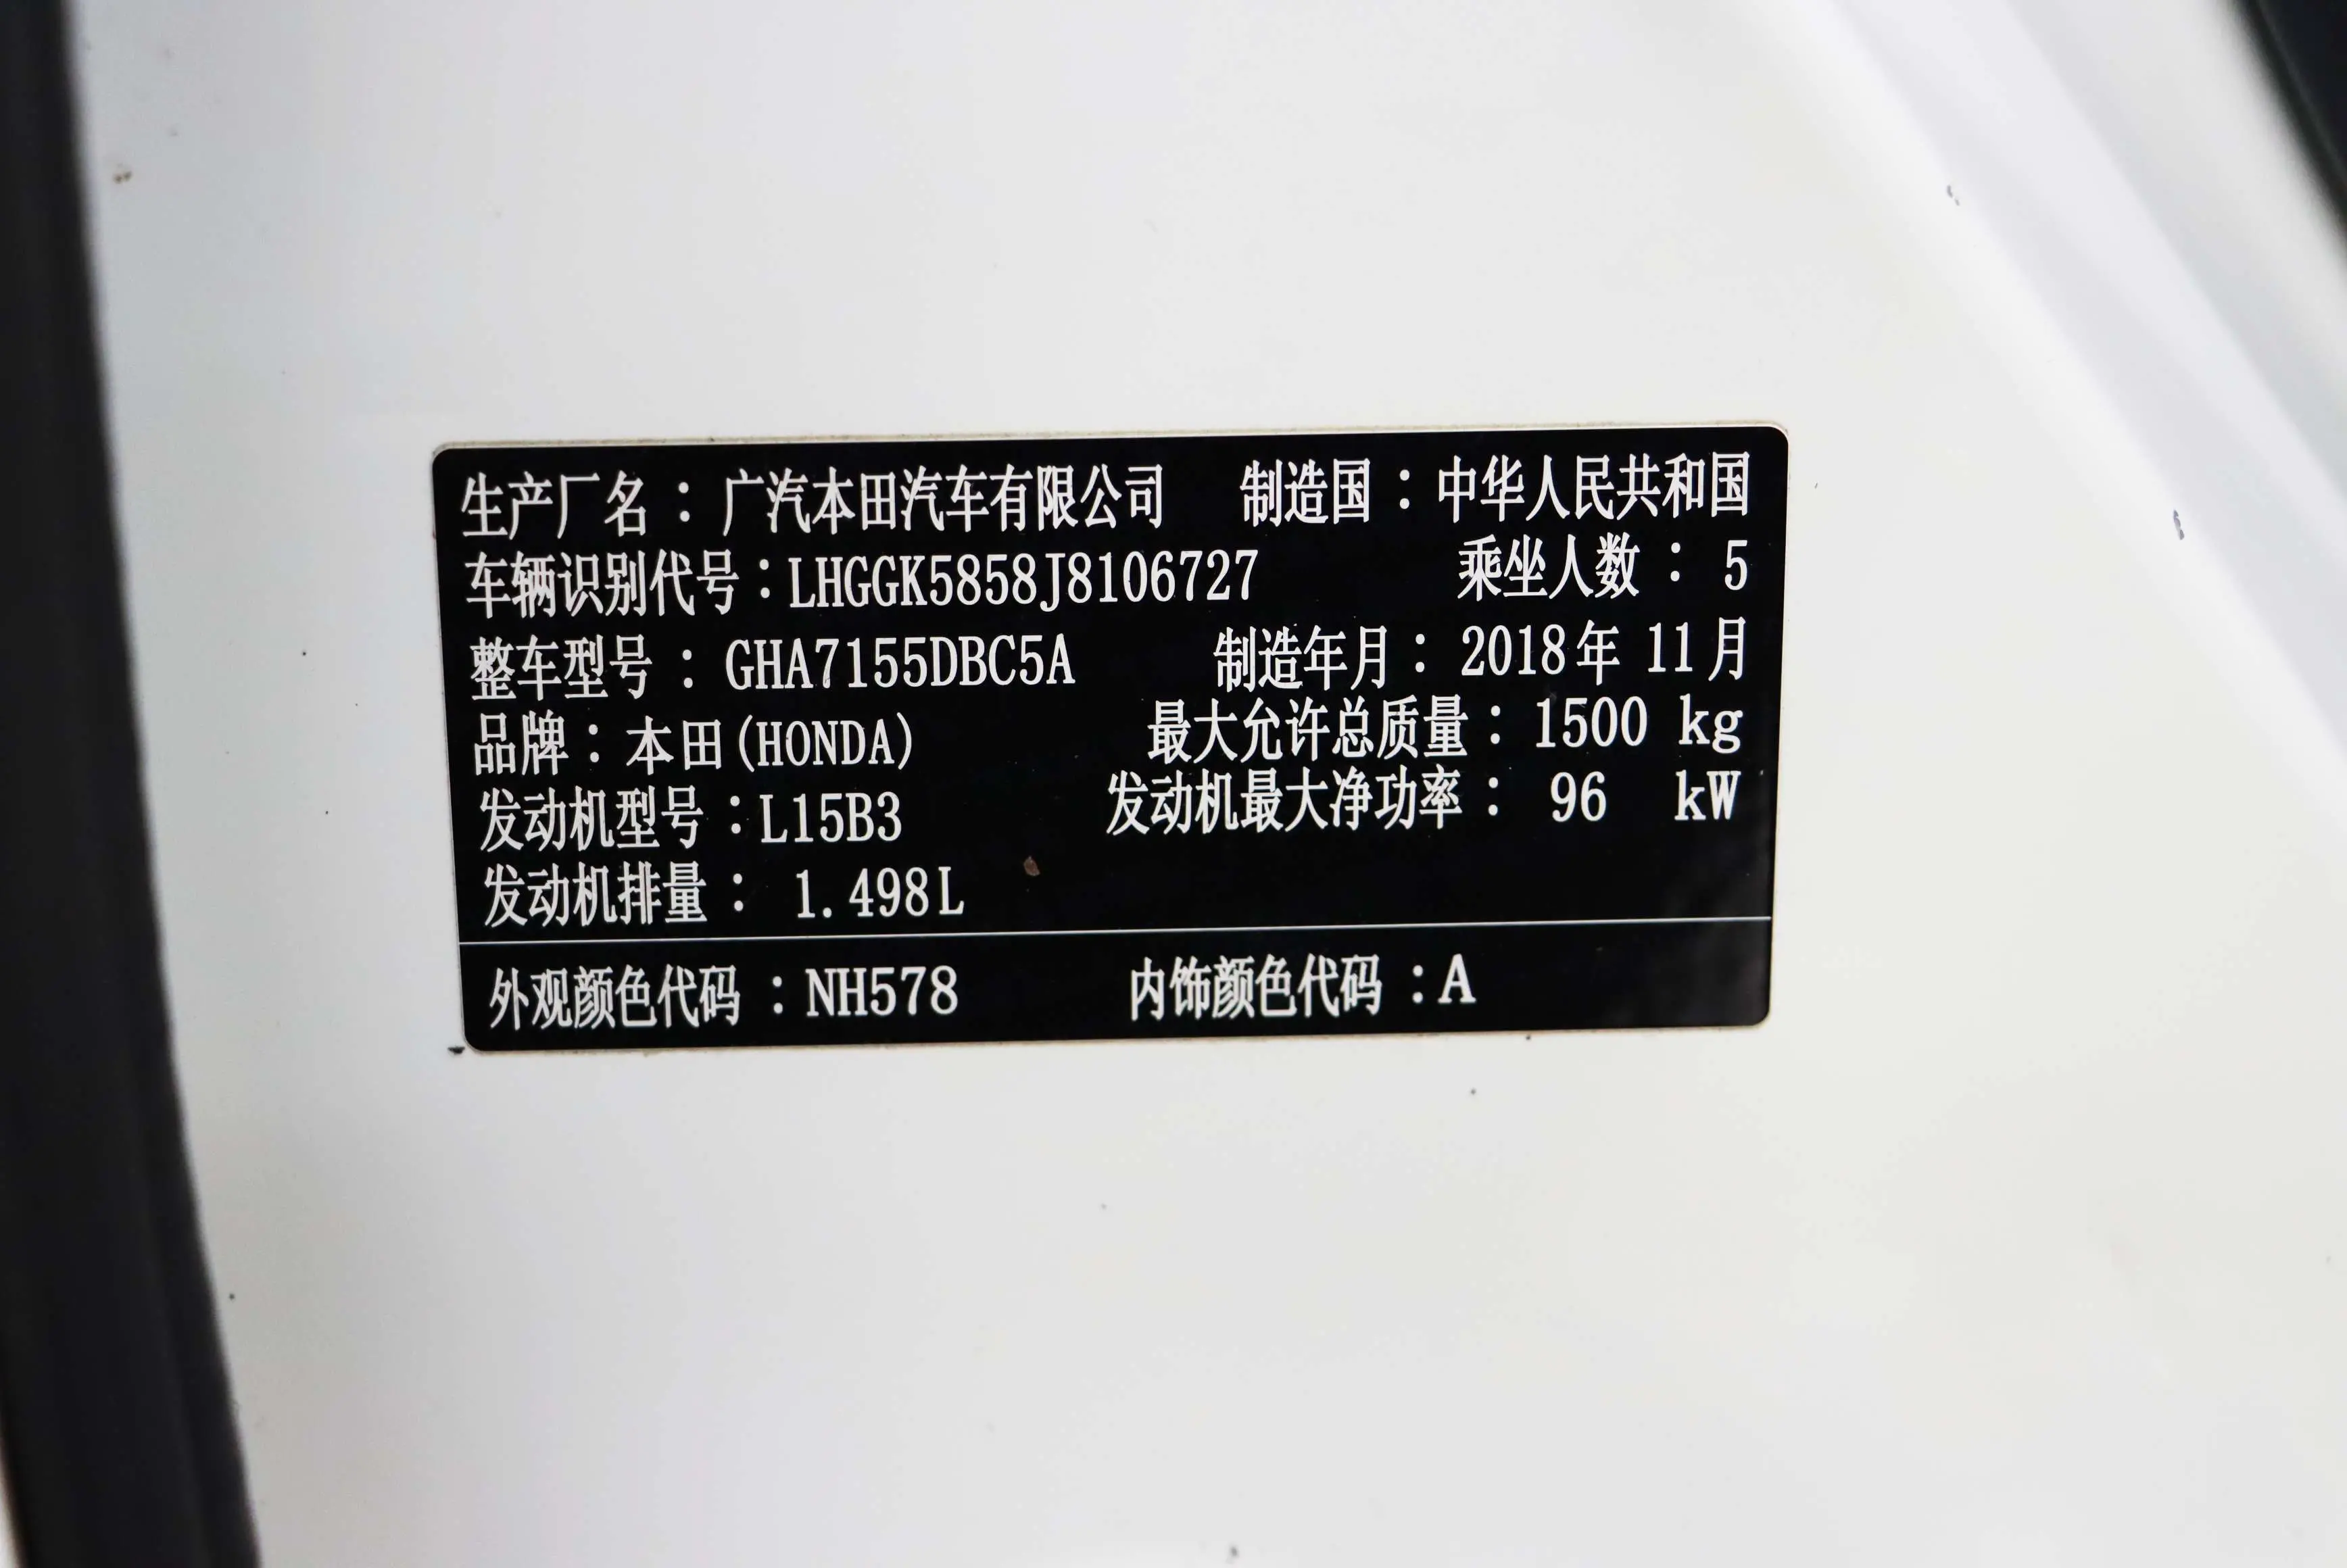 生产厂名：广汽本田汽车有限公司 制造国：中华人民共和国
车辆识别代号：LHGGK5858J8106727 乘坐人数：5
整车型号：GHA7155DBC5A 制造年月：2018年 11月
品牌：本田(HONDA) 最大允许总质量：1500 kg
发动机型号：L15B3 发动机最大净功率：96 kW
发动机排量：1.498L
外观颜色代码：NH578 内饰颜色代码：A